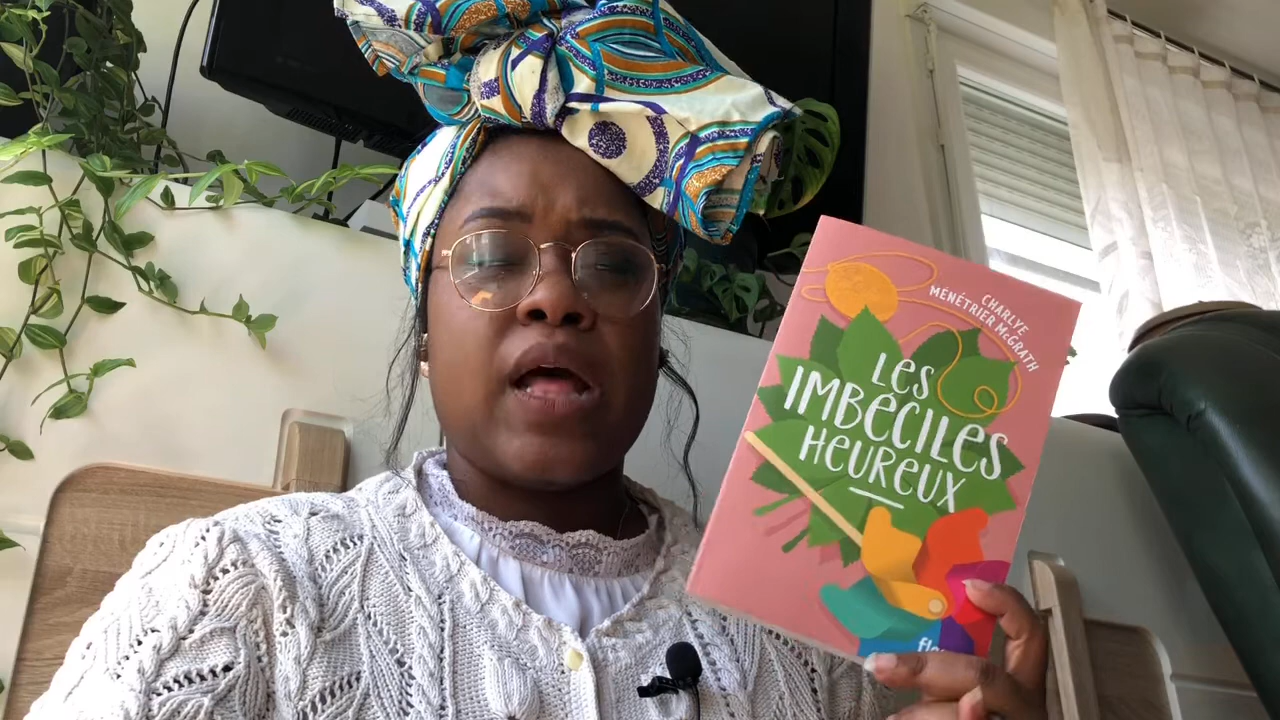 CHARLYE
MÉNÉTRIER McGRATH
Les
IMBÉCILES
HEUREUX